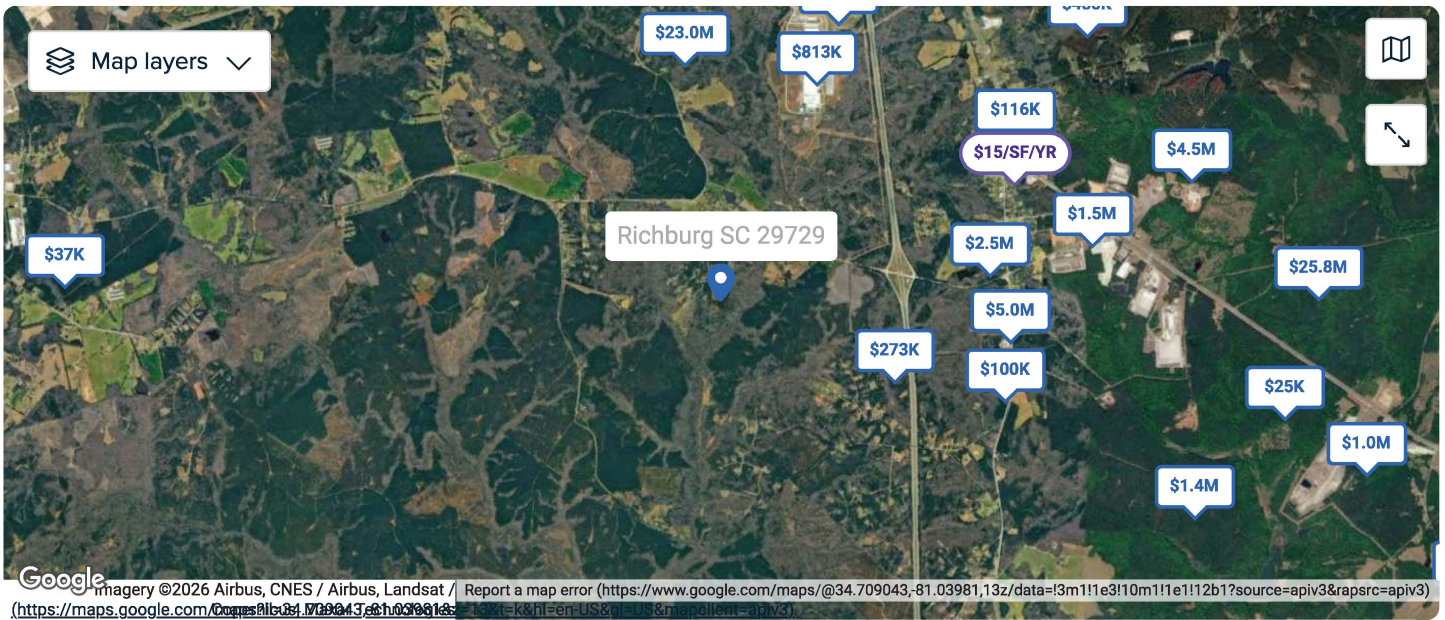 $23.0M
$813K
Map layers
$116K
$15/SF/YR
$4.5M
$1.5M
Richburg SC 29729
$2.5M
$37K
$25.8M
$5.0M
$273K
$100K
$25K
$1.0M
$1.4M
Google
Imagery ©2026 Airbus, CNES / Airbus, Landsat /
Report a map error (https://www.google.com/maps/@34.709043,-81.03981,13z/data=!3m1!1e3!10m1!1e1!12b1?source=apiv3&rapsrc=apiv3)